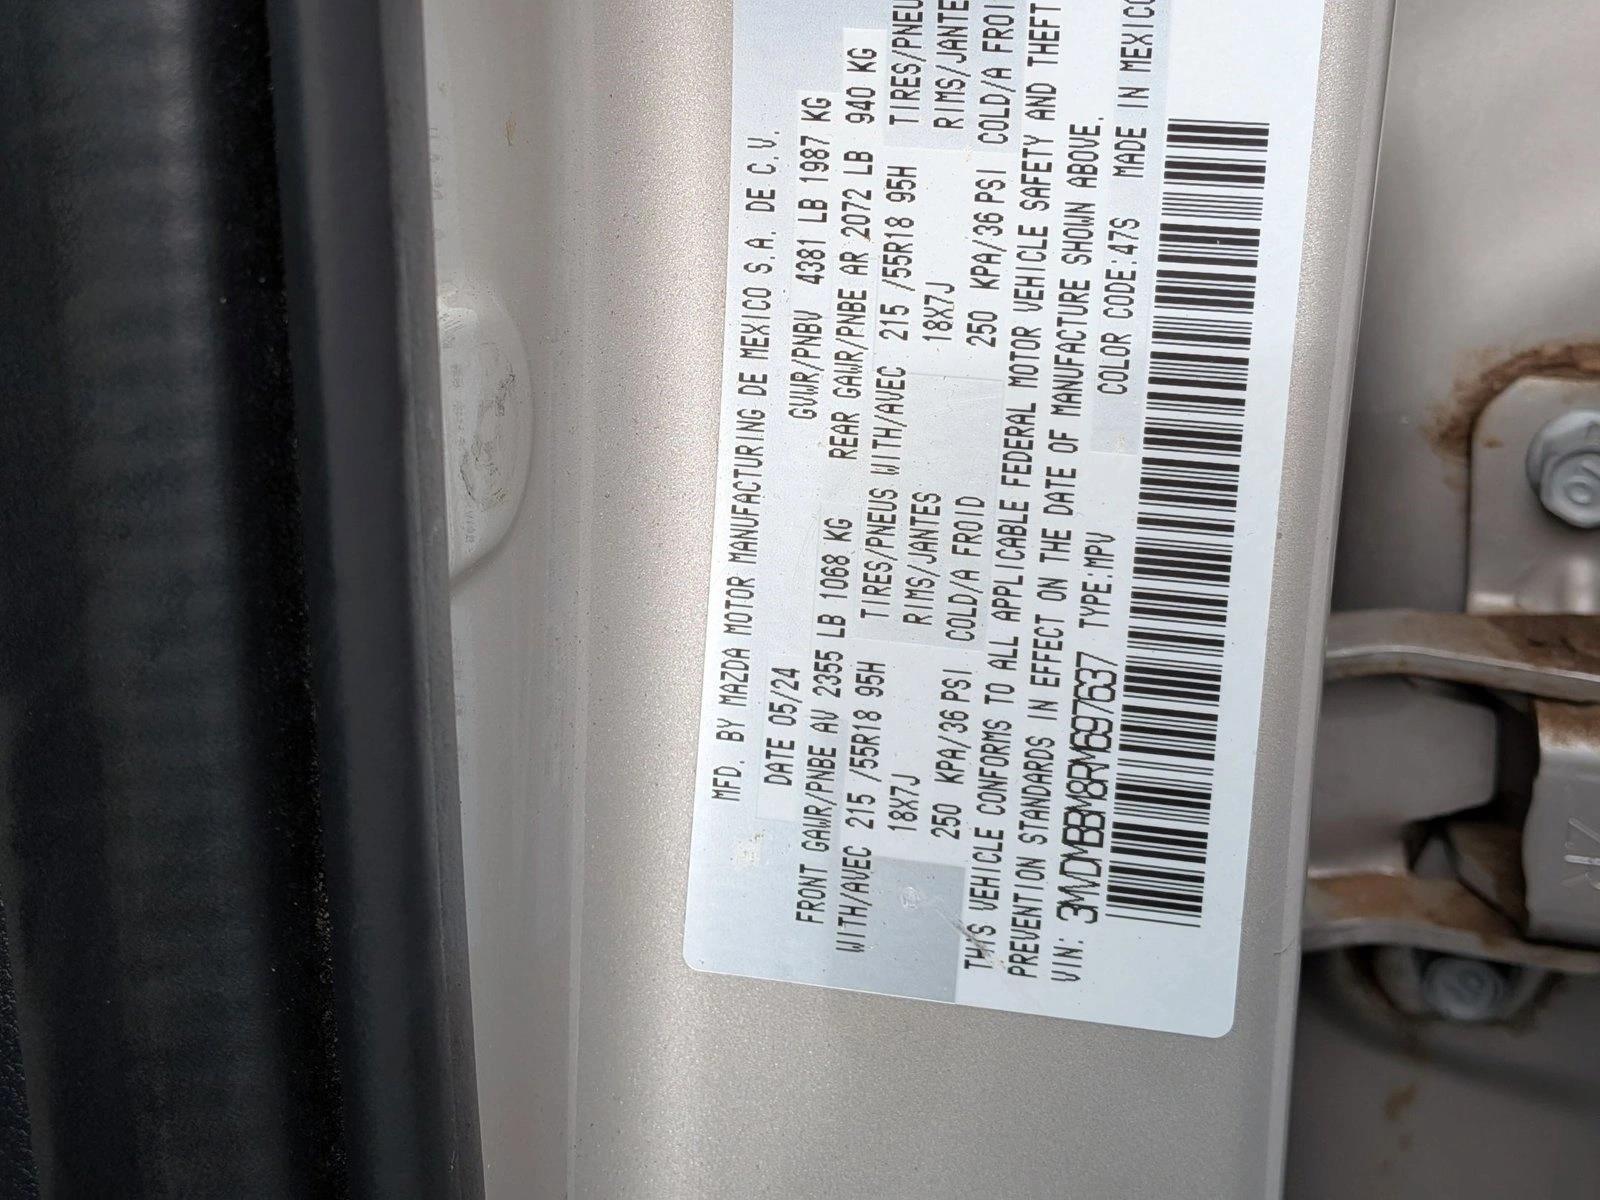 MFD. BY MAZDA MOTOR MANUFACTURING DE MEXICO S.A. DE C.V.
DATE 05/24 GVWR/PNBV 4381 LB 1987 KG
FRONT GAWR/PNBE AV 2355 LB 1068 KG REAR GAWR/PNBE AR 2072 LB 940 KG
WITH/AVEC 215 /55R18 95H TIRES/PNEUS WITH/AVEC 215 /55R18 95H TIRES/PNEU
18X7J RIMS/JANTES 18X7J RIMS/JANTE
250 KPA/36 PSI COLD/A FROID 250 KPA/36 PSI COLD/A FROI
THIS VEHICLE CONFORMS TO ALL APPLICABLE FEDERAL MOTOR VEHICLE SAFETY AND THEFT
PREVENTION STANDARDS IN EFFECT ON THE DATE OF MANUFACTURE SHOWN ABOVE.
VIN: 3MVDMBBM8RM697637 TYPE:MPV COLOR CODE:47S MADE IN MEXICO